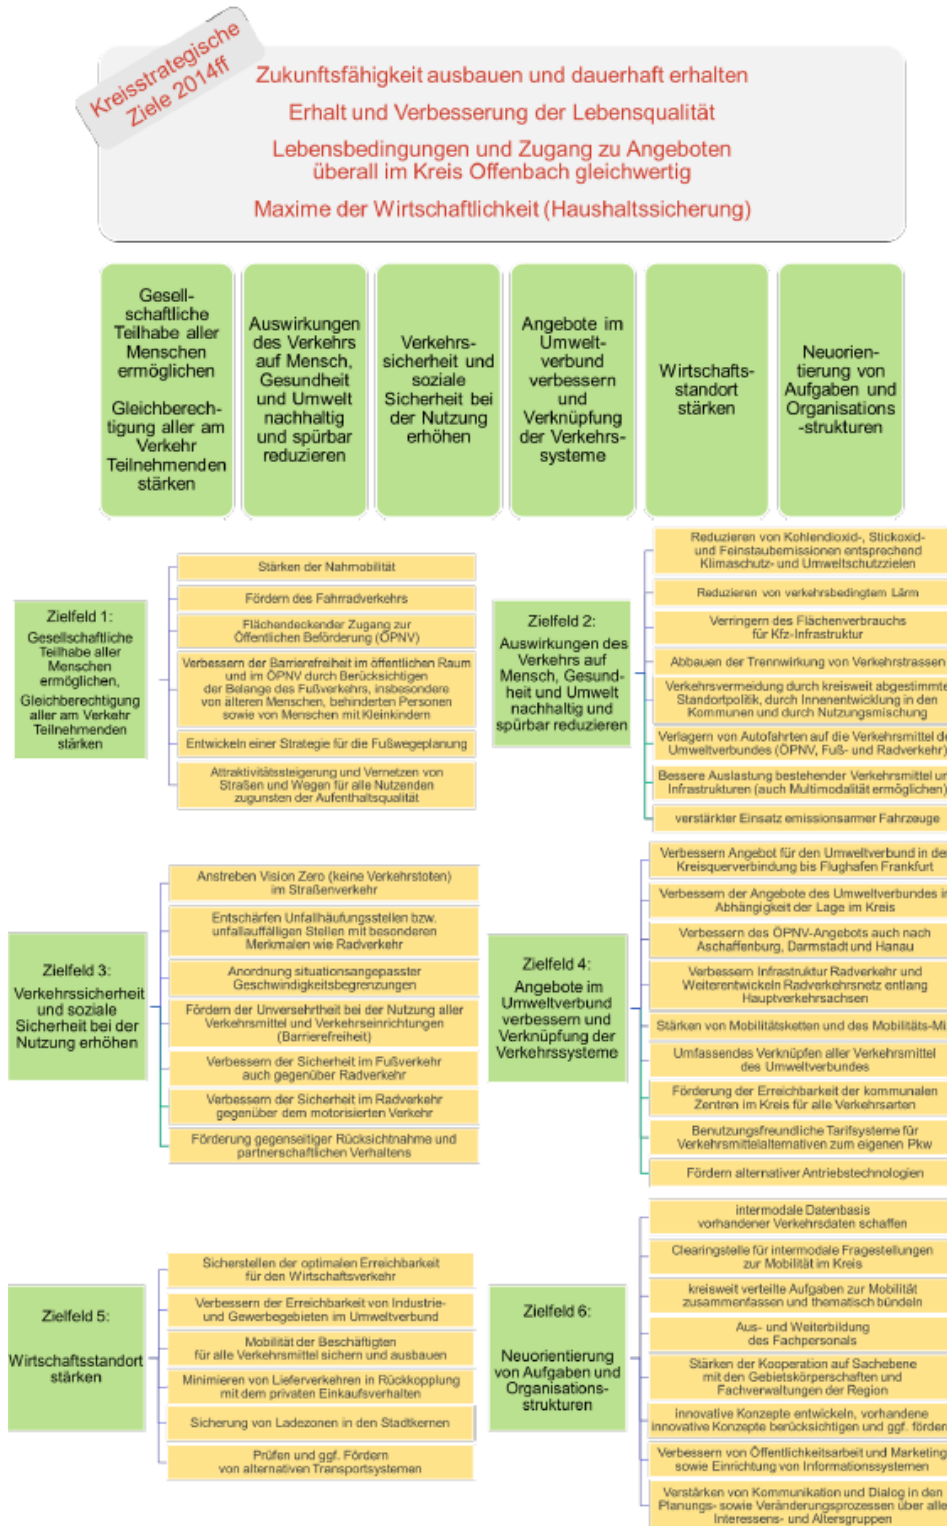 Kreisstrategische
Ziele 2014ff
Zukunftsfähigkeit ausbauen und dauerhaft erhalten
Erhalt und Verbesserung der Lebensqualität
Lebensbedingungen und Zugang zu Angeboten
überall im Kreis Offenbach gleichwertig
Maxime der Wirtschaftlichkeit (Haushaltssicherung)
Gesell-
schaftliche
Teilhabe aller
Menschen
ermöglichen
Gleichberech-
tigung aller am
Verkehr
Teilnehmenden
stärken
Auswirkungen
des Verkehrs
auf Mensch,
Gesundheit
und Umwelt
nachhaltig
und spürbar
reduzieren
Verkehrs-
sicherheit und
soziale
Sicherheit bei
der Nutzung
erhöhen
Angebote im
Umwelt-
verbund
verbessern
und
Verknüpfung
der Verkehrs-
systeme
Wirtschafts-
standort
stärken
Neuorien-
tierung von
Aufgaben und
Organisations
-strukturen
Zielfeld 1:
Gesellschaftliche
Teilhabe aller
Menschen
ermöglichen,
Gleichberechtigung
aller am Verkehr
Teilnehmenden
stärken
Stärken der Nahmobilität
Fördern des Fahrradverkehrs
Flächendeckender Zugang zur
Öffentlichen Beförderung (ÖPNV)
Verbessern der Barrierefreiheit im öffentlichen Raum
und im ÖPNV durch Berücksichtigen
der Belange des Fußverkehrs, insbesondere
von älteren Menschen, behinderten Personen
sowie von Menschen mit Kleinkindern
Entwickeln einer Strategie für die Fußwegeplanung
Attraktivitätssteigerung und Vernetzen von
Straßen und Wegen für alle Nutzenden
zugunsten der Aufenthaltsqualität
Zielfeld 2:
Auswirkungen des
Verkehrs auf
Mensch, Gesund-
heit und Umwelt
nachhaltig und
spürbar reduzieren
Reduzieren von Kohlendioxid-, Stickoxid-
und Feinstaubemissionen entsprechend
Klimaschutz- und Umweltschutzzielen
Reduzieren von verkehrsbedingtem Lärm
Verringern des Flächenverbrauchs
für Kfz-Infrastruktur
Abbauen der Trennwirkung von Verkehrstrassen
Verkehrsvermeidung durch kreisweit abgestimmte
Standortpolitik, durch Innenentwicklung in den
Kommunen und durch Nutzungsmischung
Verlagern von Autofahrten auf die Verkehrsmittel de
Umweltverbundes (ÖPNV, Fuß- und Radverkehr)
Bessere Auslastung bestehender Verkehrsmittel un
Infrastrukturen (auch Multimodalität ermöglichen)
verstärkter Einsatz emissionsarmer Fahrzeuge
Zielfeld 3:
Verkehrssicherheit
und soziale
Sicherheit bei der
Nutzung erhöhen
Anstreben Vision Zero (keine Verkehrstoten)
im Straßenverkehr
Entschärfen Unfallhäufungsstellen bzw.
unfallauffälligen Stellen mit besonderen
Merkmalen wie Radverkehr
Anordnung situationsangepasster
Geschwindigkeitsbegrenzungen
Fördern der Unversehrtheit bei der Nutzung aller
Verkehrsmittel und Verkehrseinrichtungen
(Barrierefreiheit)
Verbessern der Sicherheit im Fußverkehr
auch gegenüber Radverkehr
Verbessern der Sicherheit im Radverkehr
gegenüber dem motorisierten Verkehr
Förderung gegenseitiger Rücksichtnahme und
partnerschaftlichen Verhaltens
Zielfeld 4:
Angebote im
Umweltverbund
verbessern und
Verknüpfung der
Verkehrssysteme
Verbessern Angebot für den Umweltverbund in der
Kreisquerverbindung bis Flughafen Frankfurt
Verbessern der Angebote des Umweltverbundes in
Abhängigkeit der Lage im Kreis
Verbessern des ÖPNV-Angebots auch nach
Aschaffenburg, Darmstadt und Hanau
Verbessern Infrastruktur Radverkehr und
Weiterentwickeln Radverkehrsnetz entlang
Hauptverkehrsachsen
Stärken von Mobilitätsketten und des Mobilitäts-Mi
Umfassendes Verknüpfen aller Verkehrsmittel
des Umweltverbundes
Förderung der Erreichbarkeit der kommunalen
Zentren im Kreis für alle Verkehrsarten
Benutzungsfreundliche Tarifsysteme für
Verkehrsmittelalternativen zum eigenen Pkw
Fördern alternativer Antriebstechnologien
Zielfeld 5:
Wirtschaftsstandort
stärken
Sicherstellen der optimalen Erreichbarkeit
für den Wirtschaftsverkehr
Verbessern der Erreichbarkeit von Industrie-
und Gewerbegebieten im Umweltverbund
Mobilität der Beschäftigten
für alle Verkehrsmittel sichern und ausbauen
Minimieren von Lieferverkehren in Rückkopplung
mit dem privaten Einkaufsverhalten
Sicherung von Ladezonen in den Stadtkernen
Prüfen und ggf. Fördern
von alternativen Transportsystemen
Zielfeld 6:
Neuorientierung
von Aufgaben und
Organisations-
strukturen
intermodale Datenbasis
vorhandener Verkehrsdaten schaffen
Clearingstelle für intermodale Fragestellungen
zur Mobilität im Kreis
kreisweit verteilte Aufgaben zur Mobilität
zusammenfassen und thematisch bündeln
Aus- und Weiterbildung
des Fachpersonals
Stärken der Kooperation auf Sachebene
mit den Gebietskörperschaften und
Fachverwaltungen der Region
innovative Konzepte entwickeln, vorhandene
innovative Konzepte berücksichtigen und ggf. förder
Verbessern von Öffentlichkeitsarbeit und Marketing
sowie Einrichtung von Informationssystemen
Verstärken von Kommunikation und Dialog in den
Planungs- sowie Veränderungsprozessen über alle
Interessens- und Altersgruppen